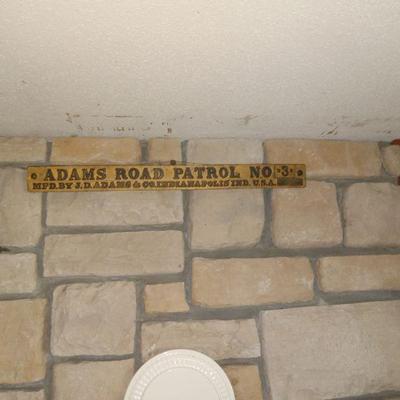 ADAMS ROAD PATROL NO. 3.
MFD. BY J. D. ADAMS & CO. INDIANAPOLIS IND. U.S.A.